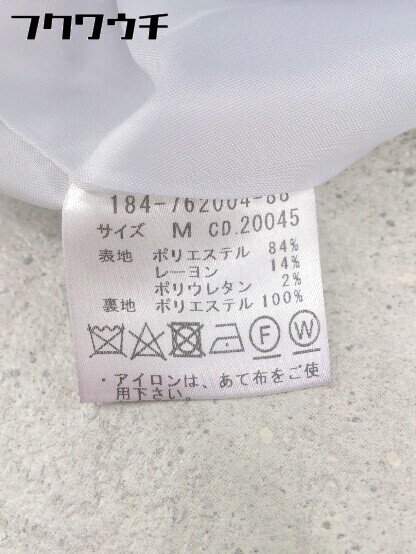 フクワウチ
184-762004-88
サイズ M CD.20045
表地 ポリエステル 84%
レーヨン 14%
ポリウレタン 2%
裏地 ポリエステル 100%
F W
・アイロンは、あて布をご使
用下さい。